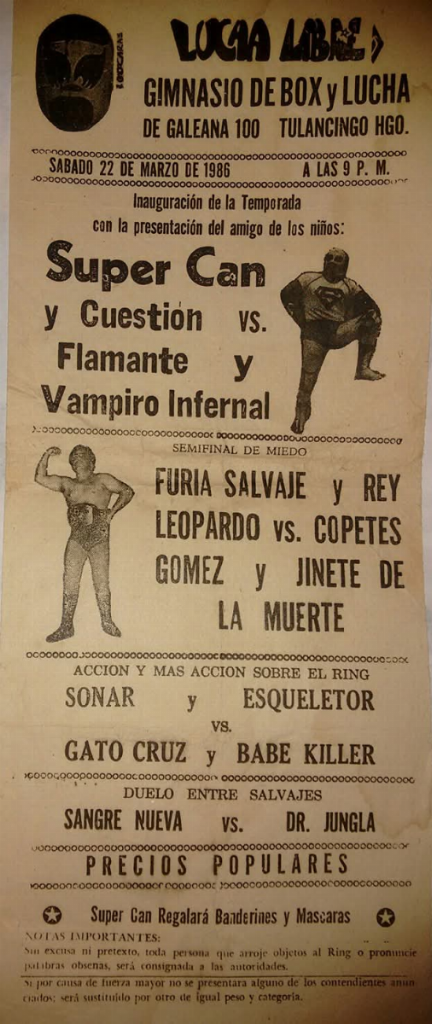 100CARAS
LUCHA LIBRE
GIMNASIO DE BOX y LUCHA
DE GALEANA 100 TULANCINGO HGO.
SABADO 22 DE MARZO DE 1986 A LAS 9 P. M.
Inauguración de la Temporada
con la presentación del amigo de los niños:
Super Can
y Cuestión vs.
Flamante y
Vampiro Infernal
SEMIFINAL DE MIEDO
FURIA SALVAJE y REY
LEOPARDO vs. COPETES
GOMEZ y JINETE DE
LA MUERTE
ACCION Y MAS ACCION SOBRE EL RING
SONAR y ESQUELETOR
VS.
GATO CRUZ y BABE KILLER
DUELO ENTRE SALVAJES
SANGRE NUEVA vs. DR. JUNGLA
PRECIOS POPULARES
Super Can Regalará Banderines y Mascaras
NOTAS IMPORTANTES:
Sin excusa ni pretexto, toda persona que arroje objetos al Ring o pronuncie
palabras obsenas, será consignada a las autoridades.
Si por causa de fuerza mayor no se presentara alguno de los contendientes anun
ciados; será sustituido por otro de igual peso y categoria.